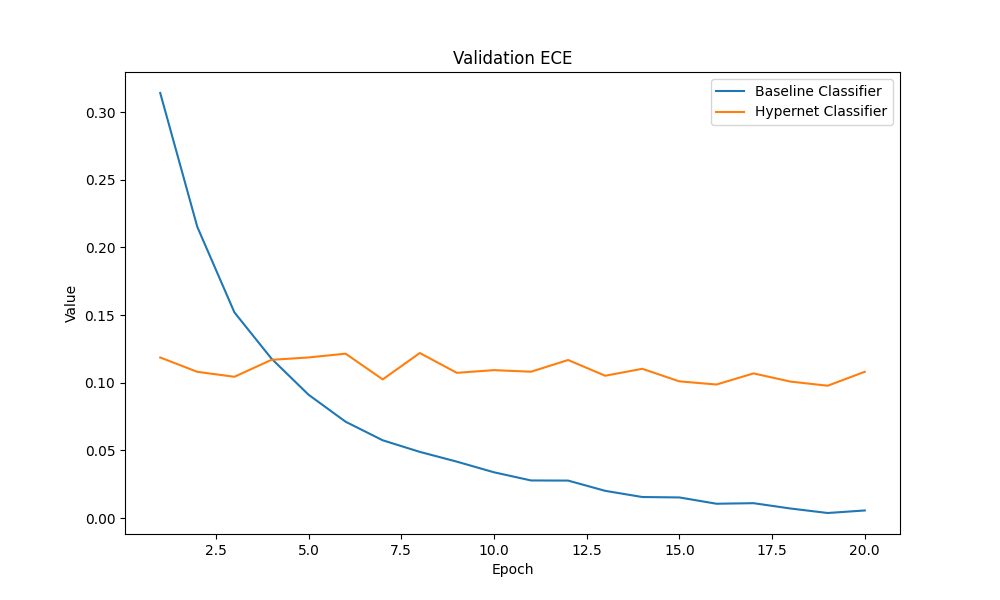 Validation ECE
Baseline Classifier
Hypernet Classifier
Value
0.30
0.25
0.20
0.15
0.10
0.05
0.00
2.5 5.0 7.5 10.0 12.5 15.0 17.5 20.0
Epoch